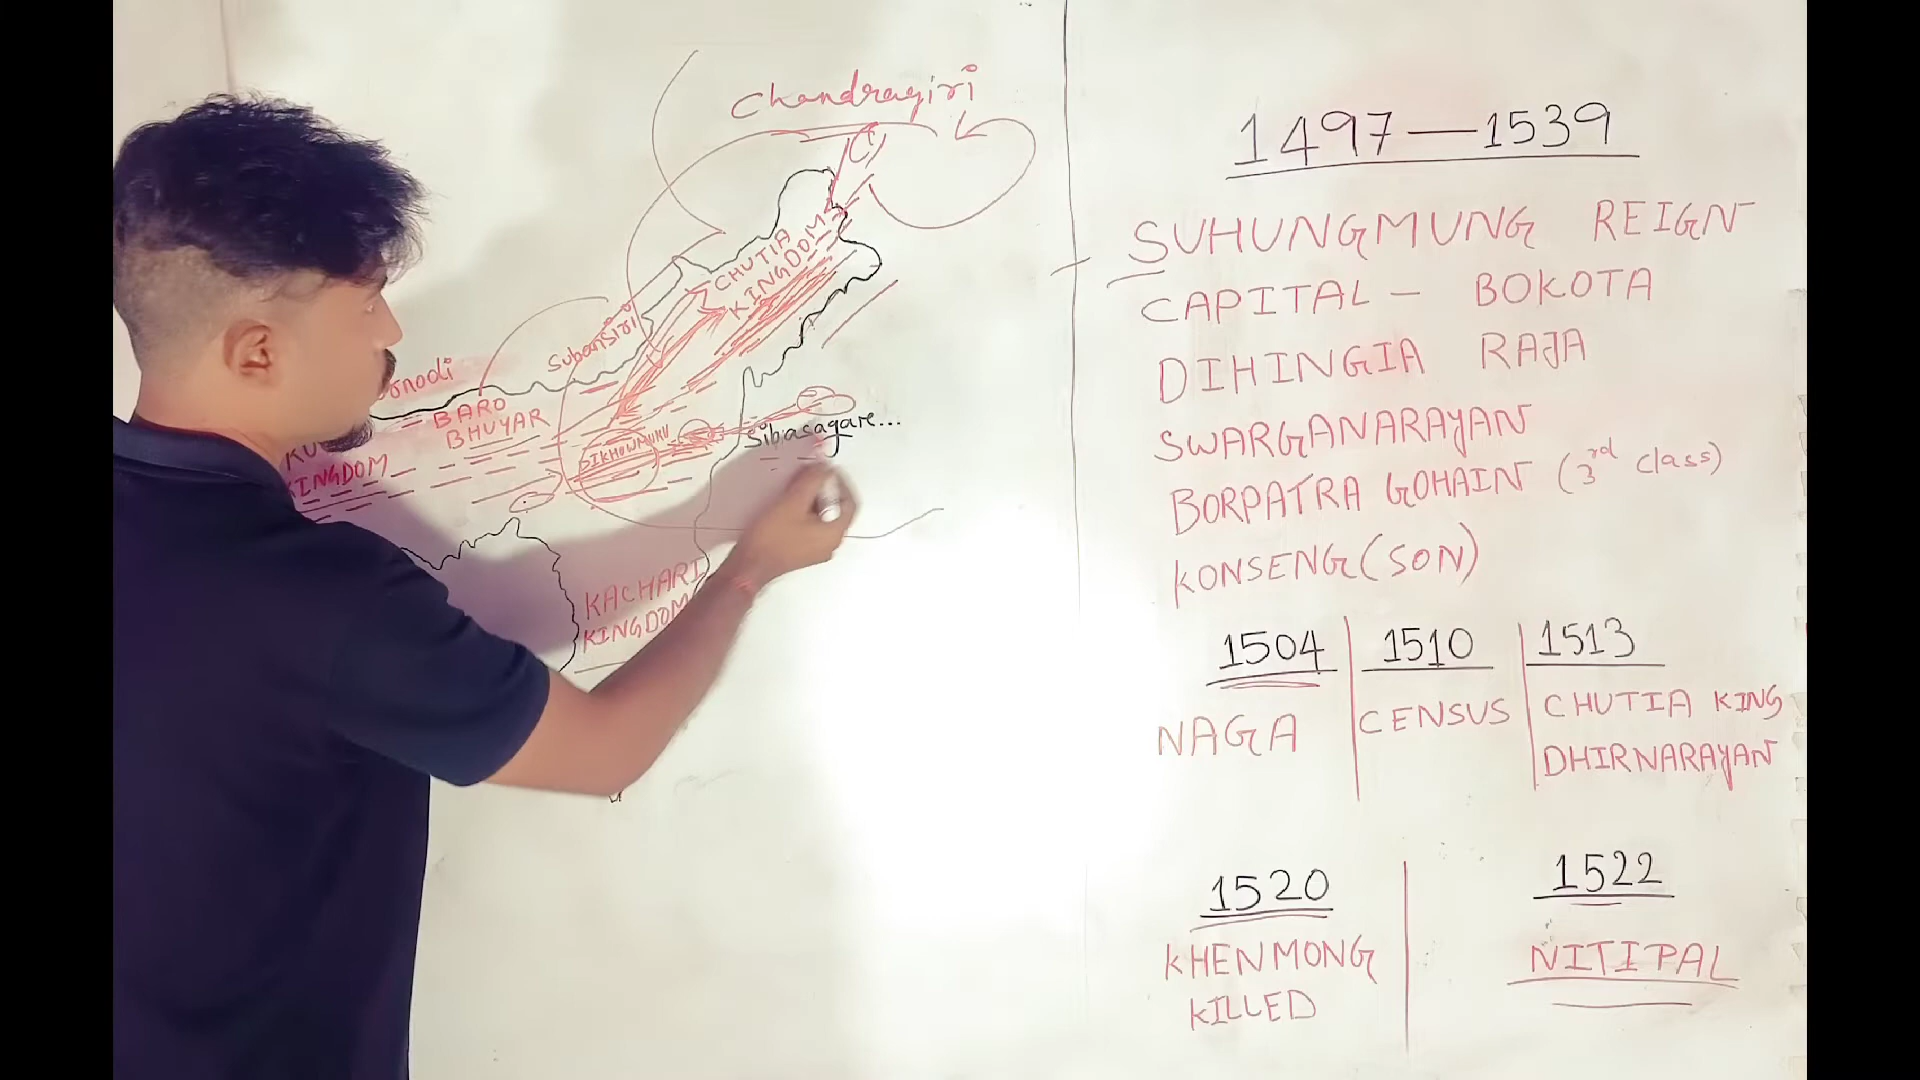 Chandragiri
CHUTIA
KINGDOM
Subansiri
BARO
BHUYAR
DIKHOWMUKH
Sibasagare...
KINGDOM
KACHARI
KINGDOM
1497—1539
SUHUNGMUNG REIGN
CAPITAL — BOKOTA
DIHINGIA RAJA
SWARGANARAYAN
BORPATRA GOHAIN (3rd class)
KONSENG(SON)
1504
NAGA
1510
CENSUS
1513
CHUTIA KING
DHIRNARAYAN
1520
KHENMONG
KILLED
1522
NITIPAL